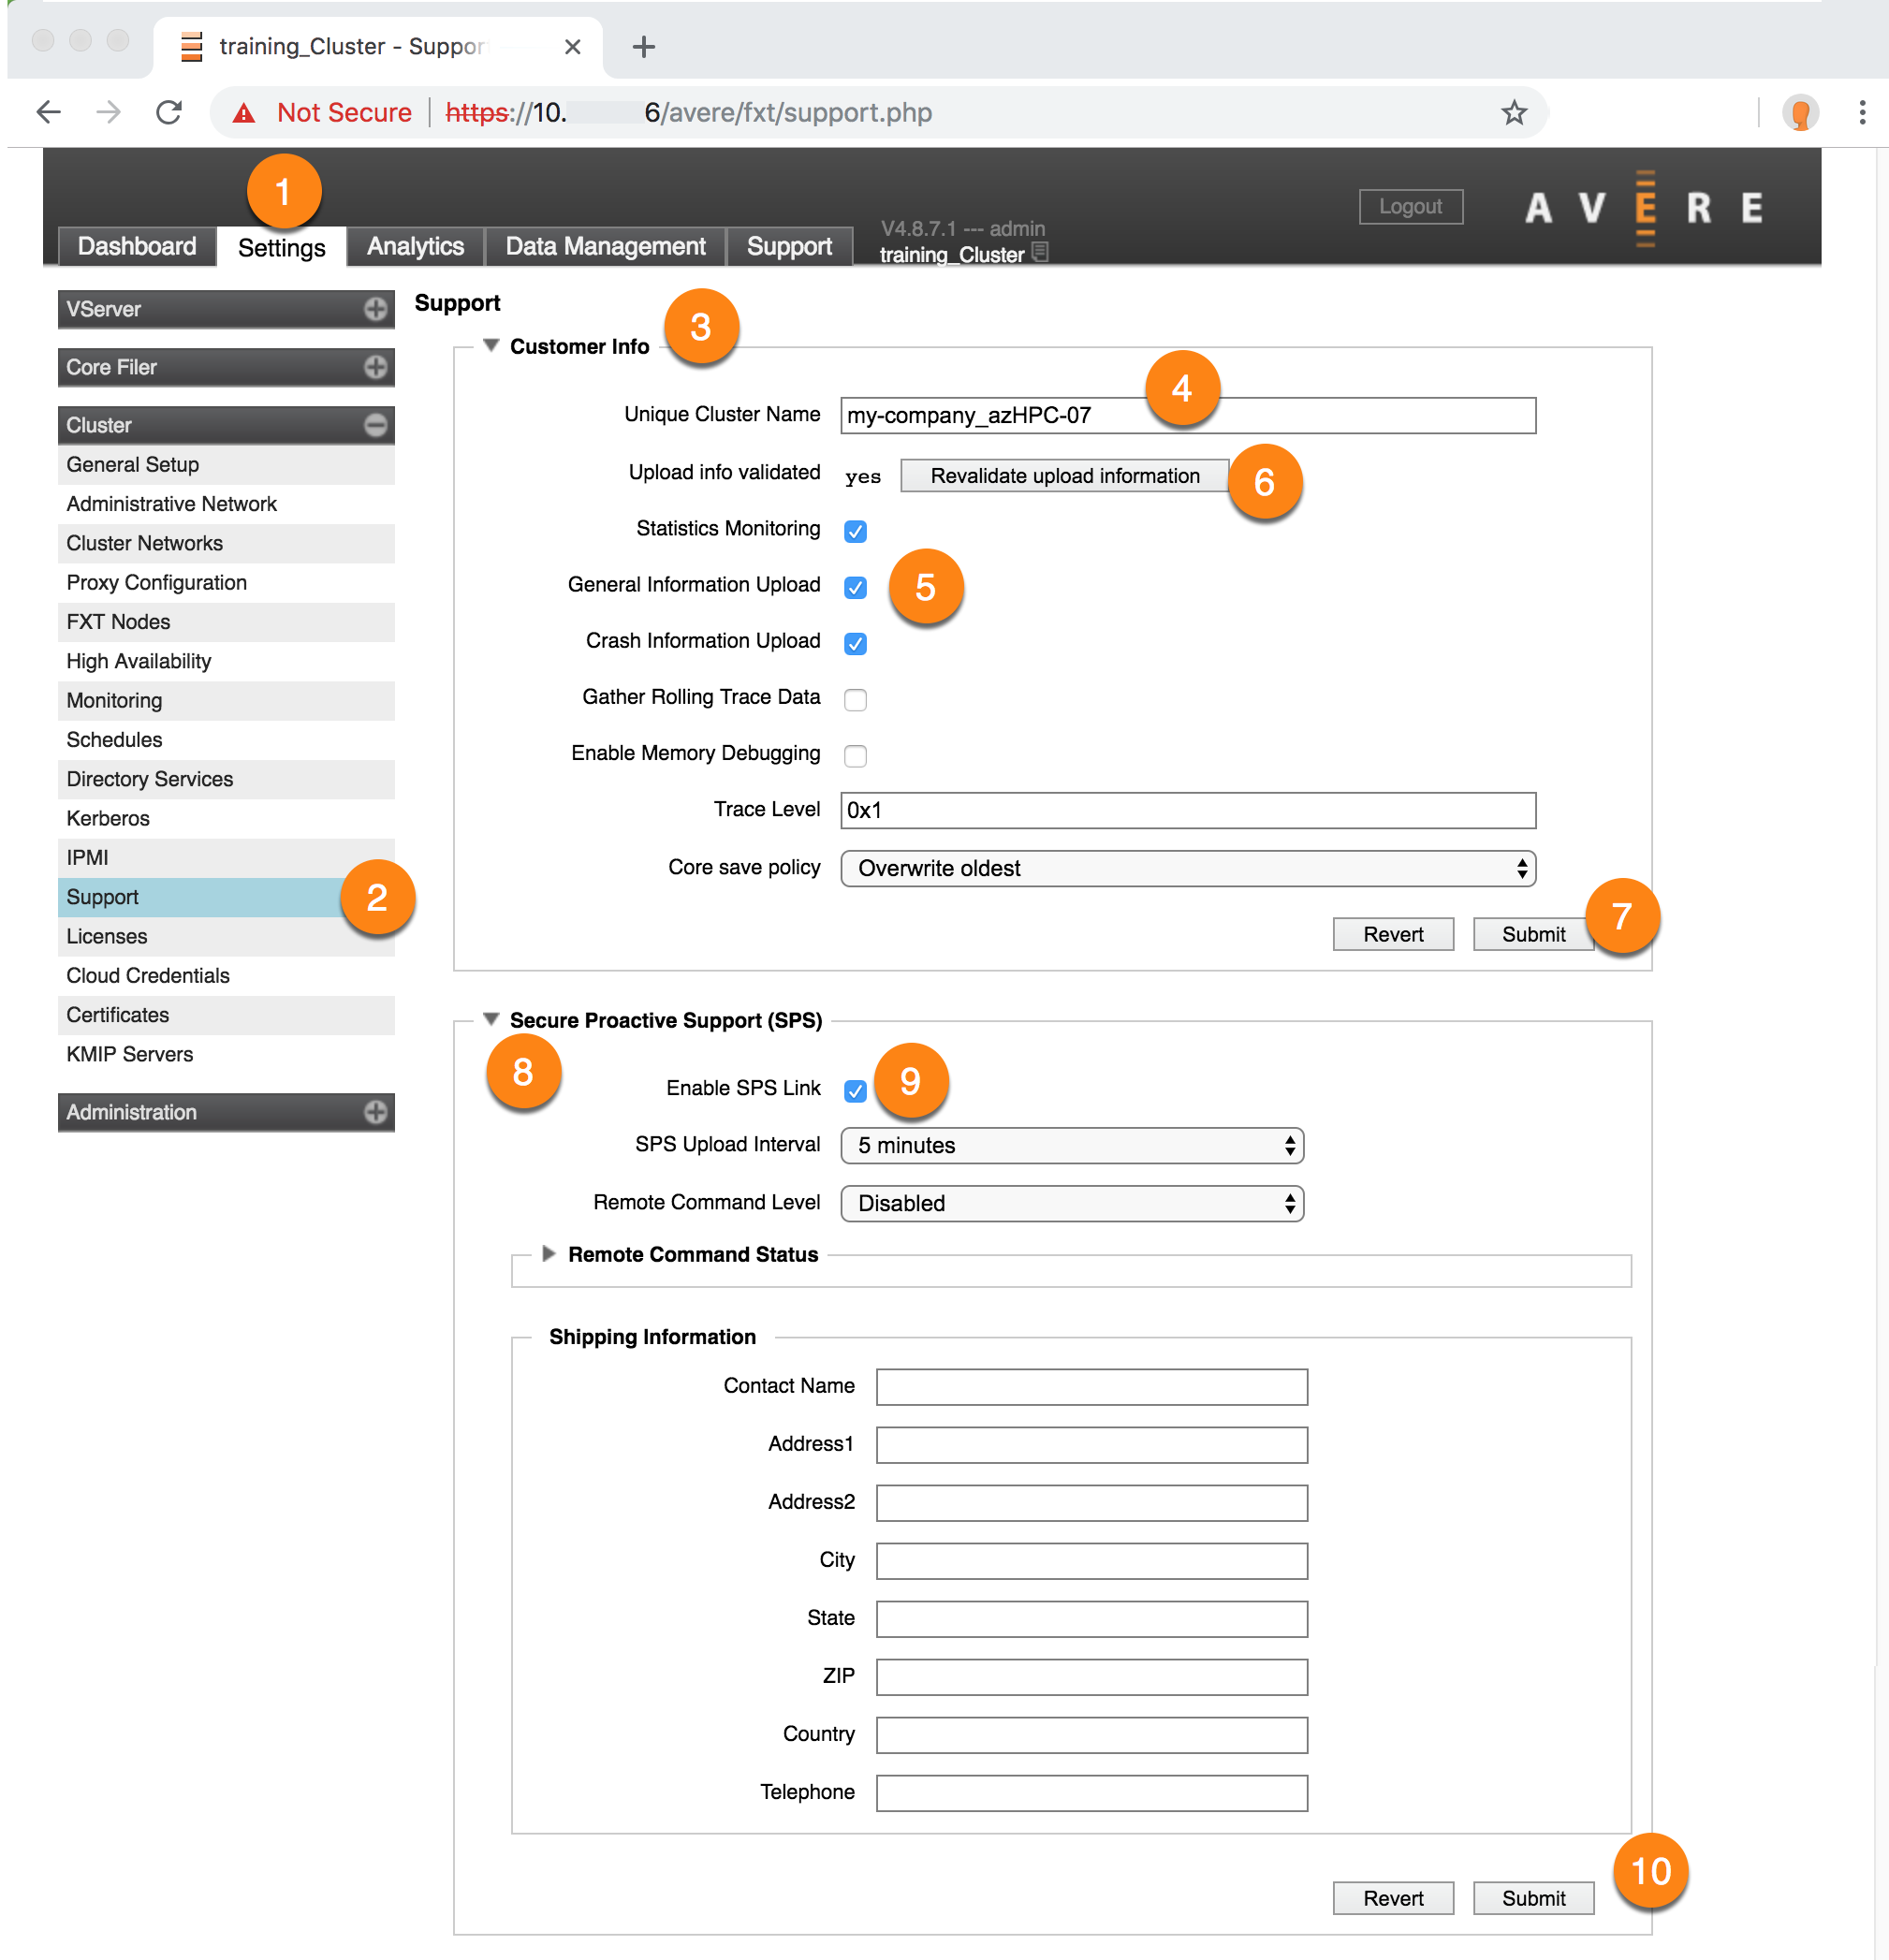 training_Cluster - Suppor
Not Secure https://10. 6/avere/fxt/support.php
1
Logout
AVERE
Dashboard Settings Analytics Data Management Support
V4.8.7.1 --- admin
training_Cluster
VServer
Core Filer
Cluster
General Setup
Administrative Network
Cluster Networks
Proxy Configuration
FXT Nodes
High Availability
Monitoring
Schedules
Directory Services
Kerberos
IPMI
Support
2
Licenses
Cloud Credentials
Certificates
KMIP Servers
Administration
Support
Customer Info
3
4
Unique Cluster Name my-company_azHPC-07
Upload info validated yes Revalidate upload information
6
Statistics Monitoring
General Information Upload
5
Crash Information Upload
Gather Rolling Trace Data
Enable Memory Debugging
Trace Level 0x1
Core save policy Overwrite oldest
Revert Submit
7
Secure Proactive Support (SPS)
8
Enable SPS Link
9
SPS Upload Interval 5 minutes
Remote Command Level Disabled
Remote Command Status
Shipping Information
Contact Name
Address1
Address2
City
State
ZIP
Country
Telephone
Revert Submit
10